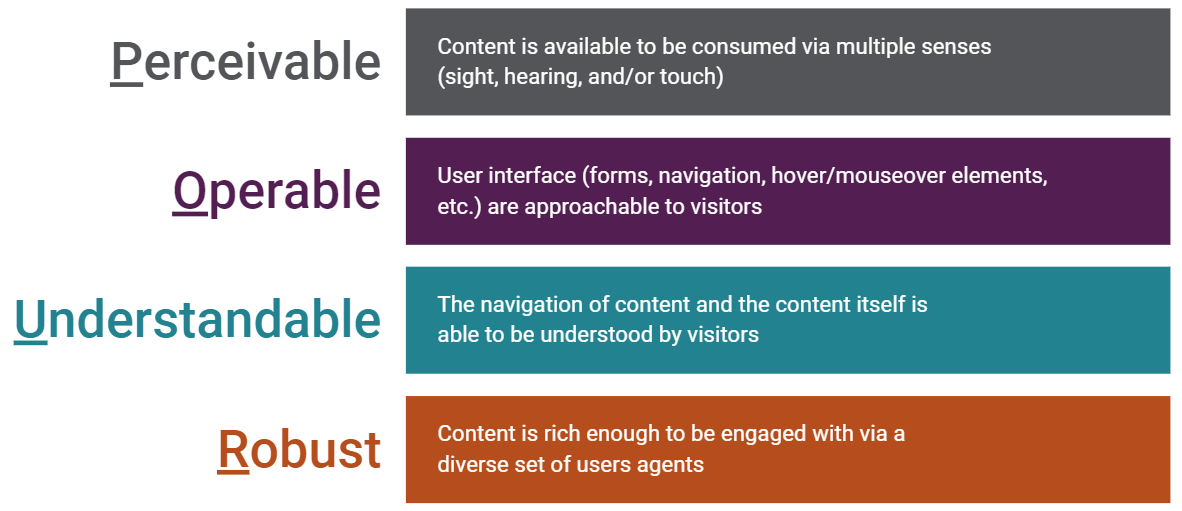 Perceivable
Content is available to be consumed via multiple senses
(sight, hearing, and/or touch)
Operable
User interface (forms, navigation, hover/mouseover elements,
etc.) are approachable to visitors
Understandable
The navigation of content and the content itself is
able to be understood by visitors
Robust
Content is rich enough to be engaged with via a
diverse set of users agents